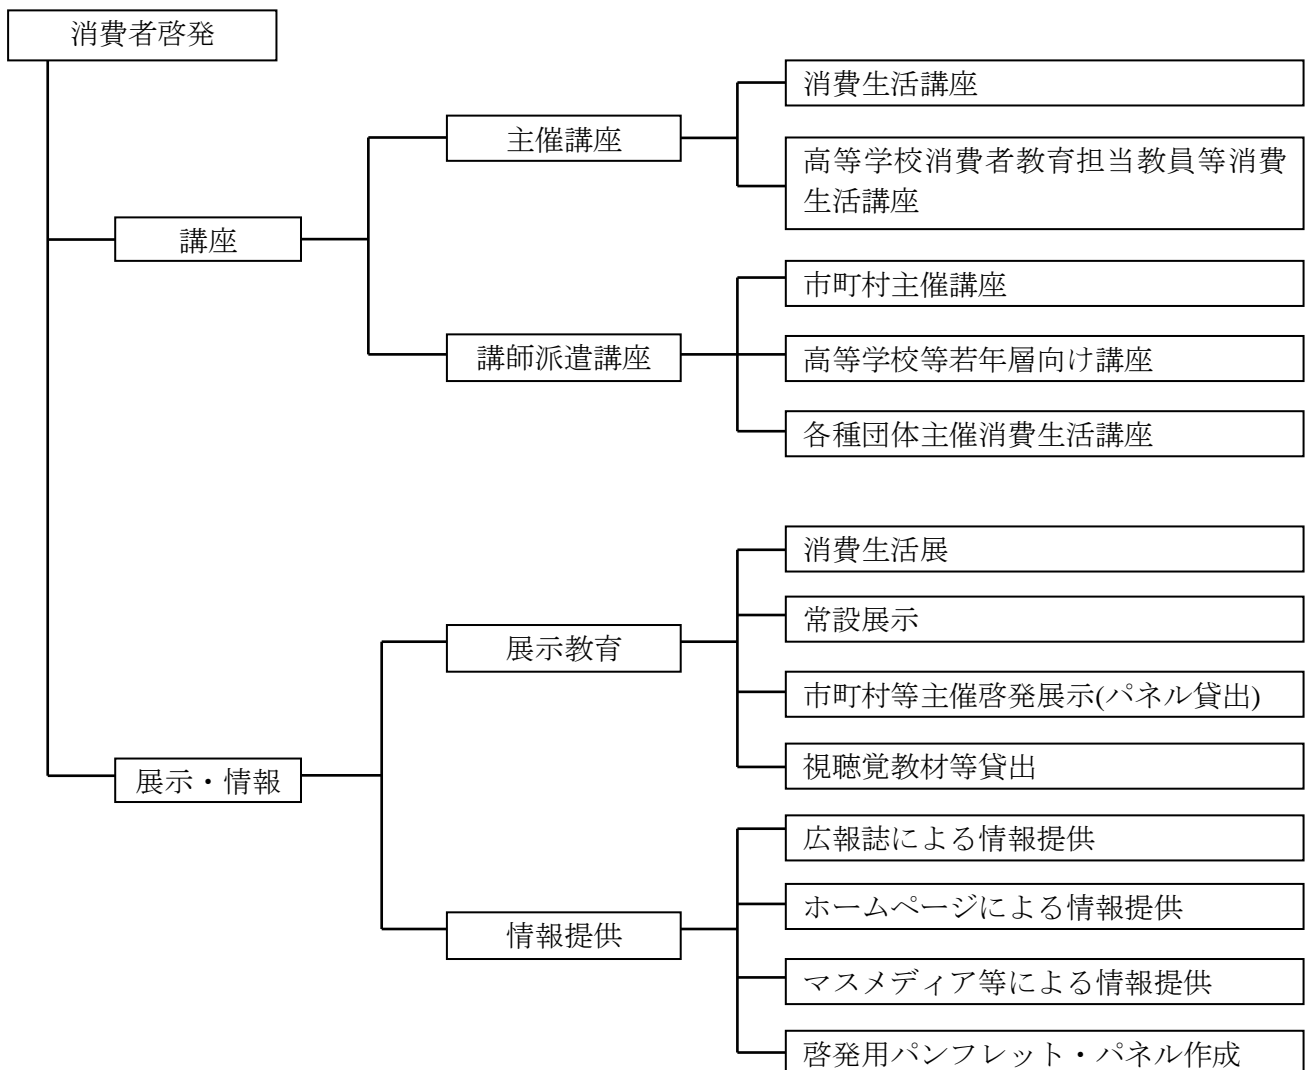 消費者啓発
講座
主催講座
消費生活講座
高等学校消費者教育担当教員等消費
生活講座
講師派遣講座
市町村主催講座
高等学校等若年層向け講座
各種団体主催消費生活講座
展示・情報
展示教育
消費生活展
常設展示
市町村等主催啓発展示(パネル貸出)
視聴覚教材等貸出
情報提供
広報誌による情報提供
ホームページによる情報提供
マスメディア等による情報提供
啓発用パンフレット・パネル作成